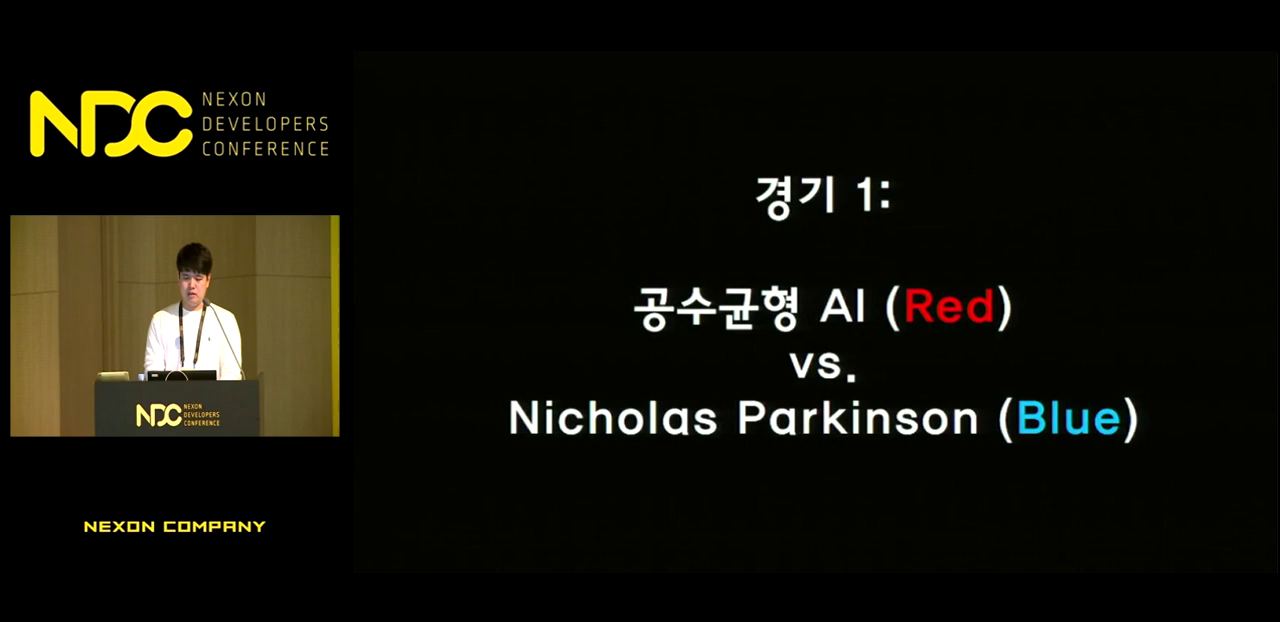 NDC NEXON
DEVELOPERS
CONFERENCE
경기 1:
공수균형 AI (Red)
vs.
Nicholas Parkinson (Blue)
NDC NEXON
DEVELOPERS
CONFERENCE
NEXON COMPANY